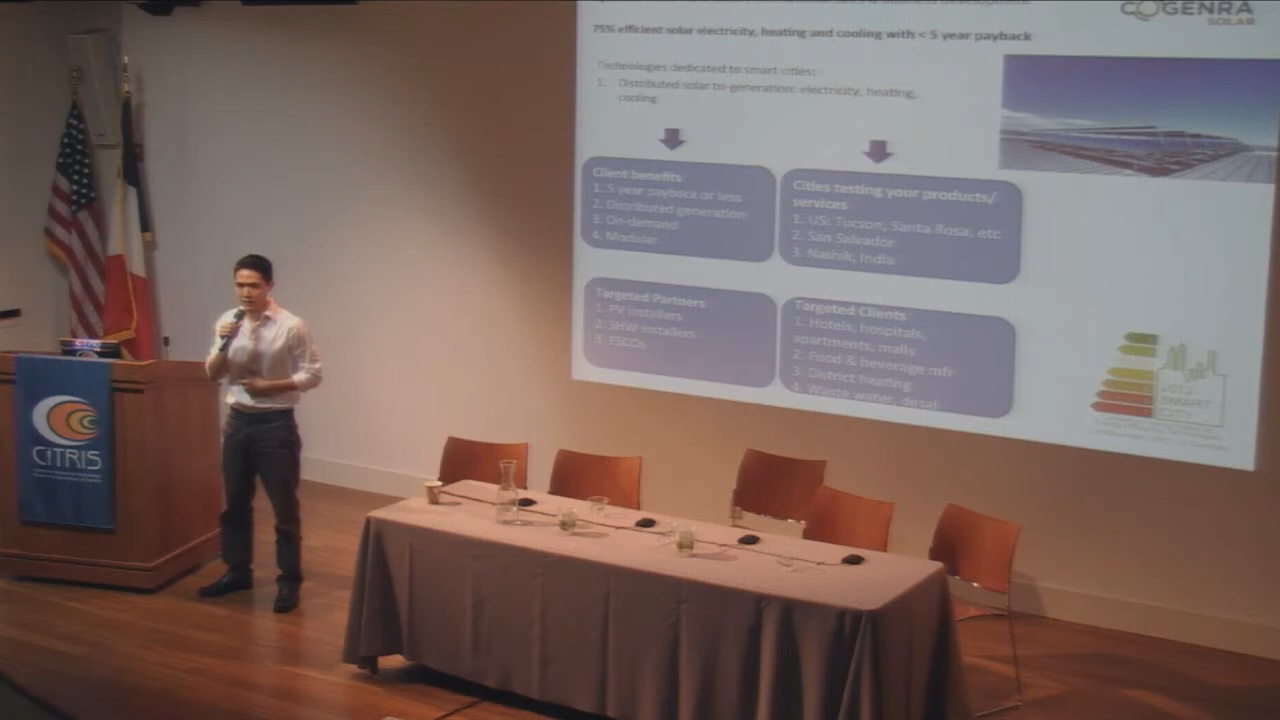 COGENRA
SOLAR
75% efficient solar electricity, heating and cooling with < 5 year payback
Technologies dedicated to smart cities:
1. Distributed solar tri-generation: electricity, heating,
cooling
Client benefits
1. 5 year payback or less
2. Distributed generation
3. On-demand
4. Modular
Cities testing your products/
services
1. US: Tucson, Santa Rosa, etc
2. San Salvador
3. Nashik, India
Targeted Partners
1. PV installers
2. SHW installers
3. ESCOs
Targeted Clients
1. Hotels, hospitals,
apartments, malls
2. Food & beverage mfr
3. District heating
4. Waste water, desal
2013
SMART
CITY
CITRIS